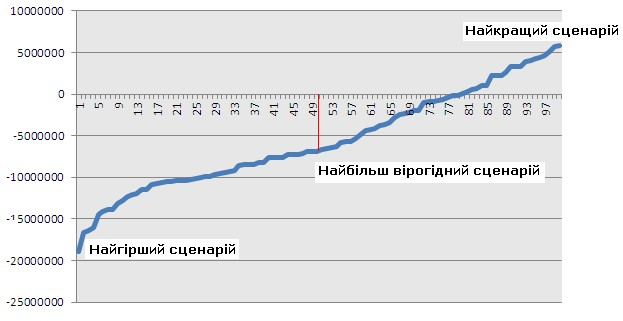 10000000
Найкращий сценарій
5000000
0
1 5 9 13 17 21 25 29 33 37 41 45 49 53 57 61 65 69 73 77 81 85 89 93 97
-5000000
Найбільш вірогідний сценарій
-10000000
-15000000
Найгірший сценарій
-20000000
-25000000